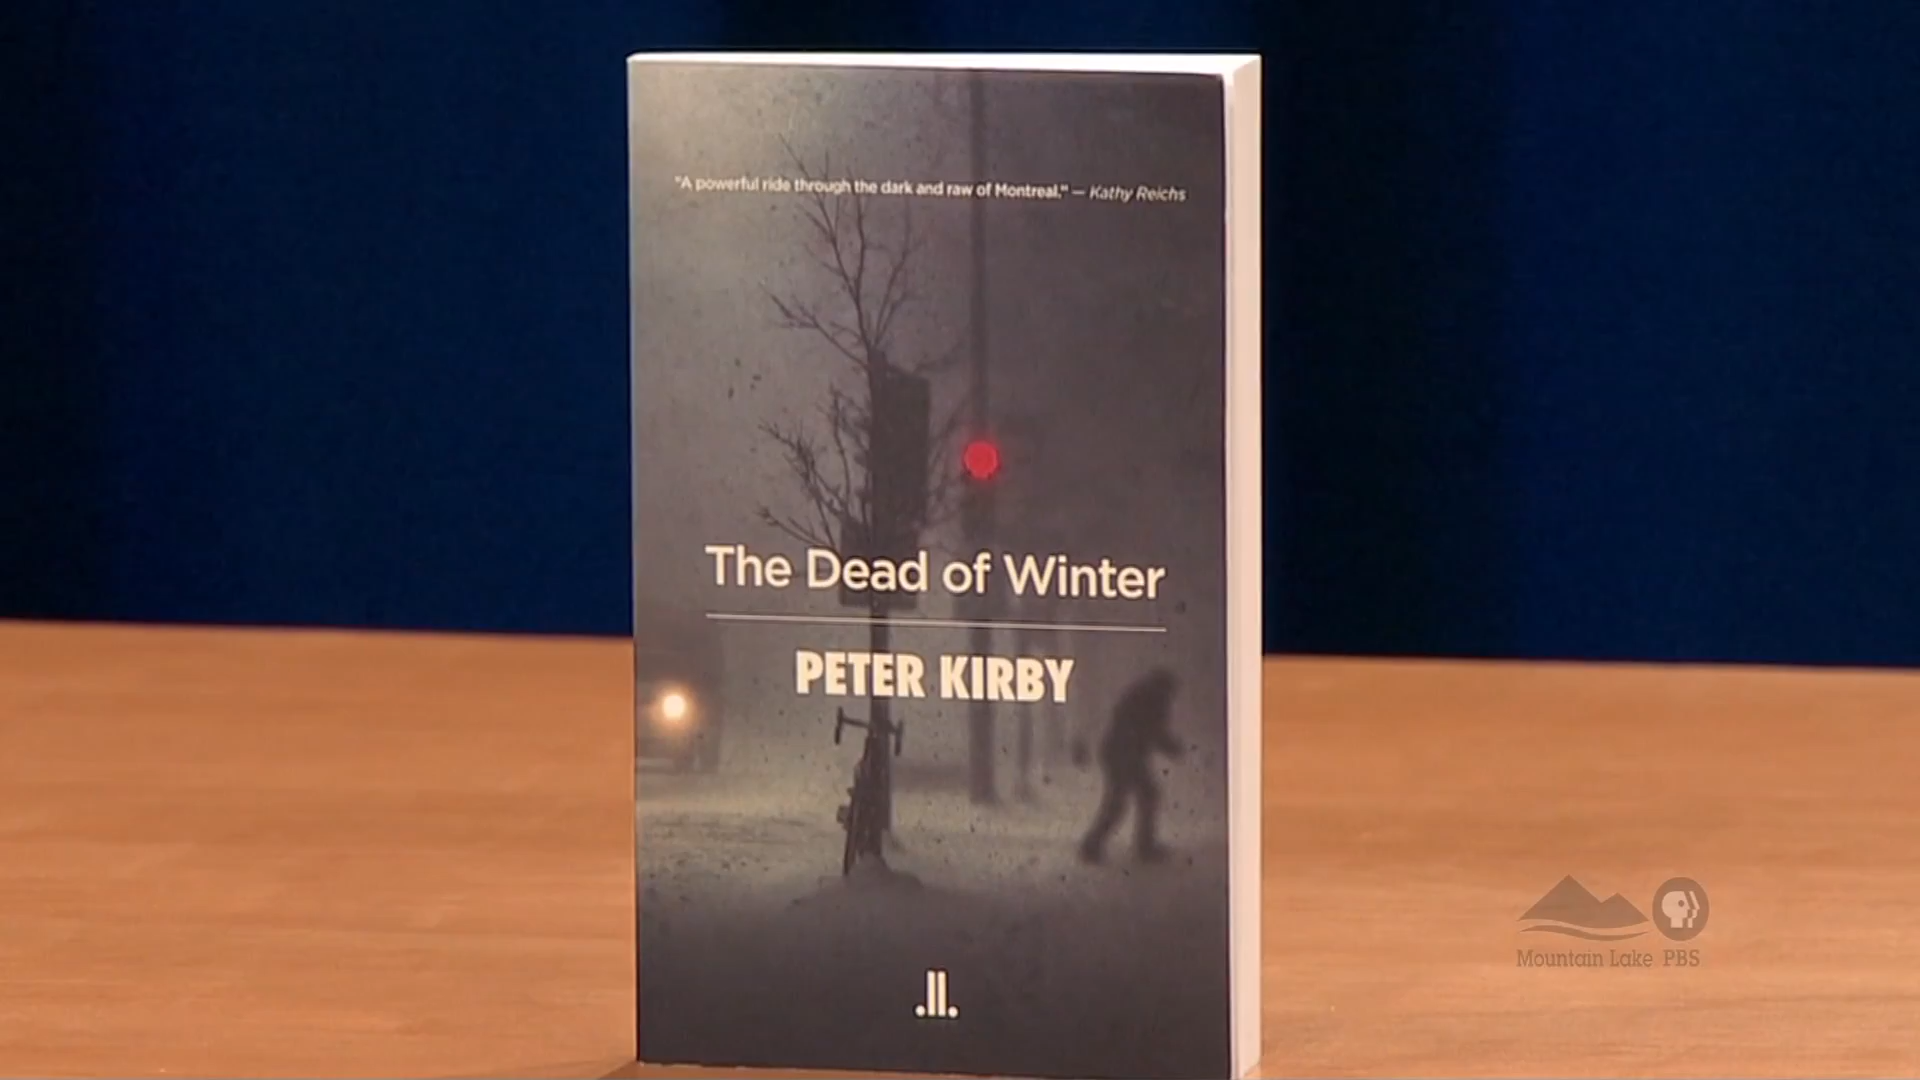 "A powerful ride through the dark and raw of Montreal." — Kathy Reichs
The Dead of Winter
PETER KIRBY
.ll.
Mountain Lake PBS